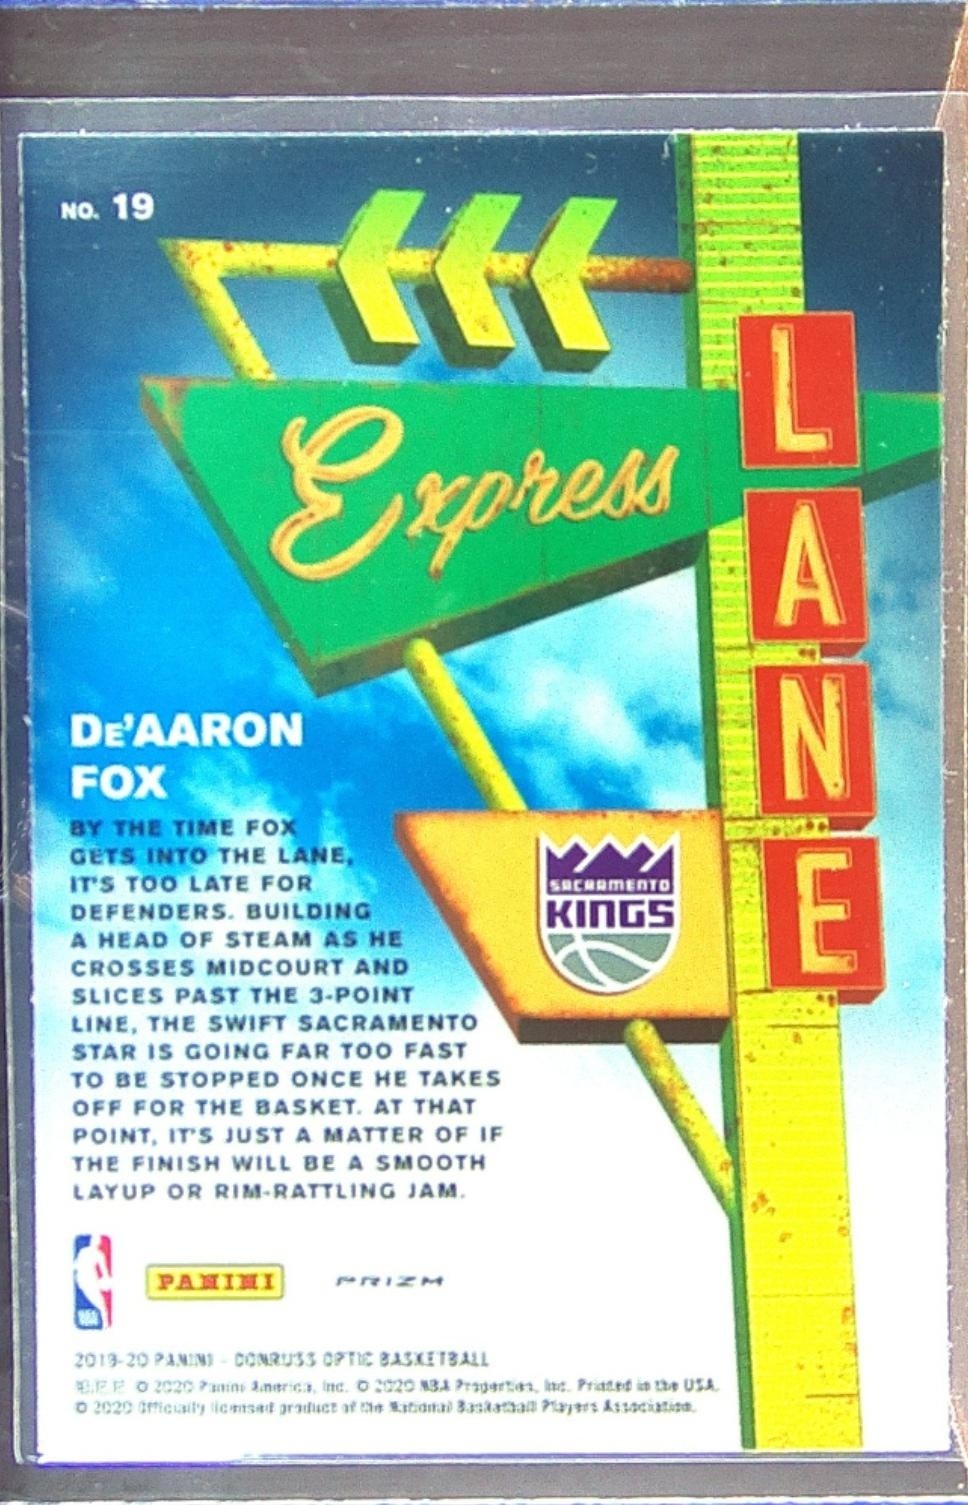 NO. 19
Express
LANE
DE'AARON
FOX
BY THE TIME FOX
GETS INTO THE LANE,
IT'S TOO LATE FOR
DEFENDERS. BUILDING
A HEAD OF STEAM AS HE
CROSSES MIDCOURT AND
SLICES PAST THE 3-POINT
LINE, THE SWIFT SACRAMENTO
STAR IS GOING FAR TOO FAST
TO BE STOPPED ONCE HE TAKES
OFF FOR THE BASKET. AT THAT
POINT, IT'S JUST A MATTER OF IF
THE FINISH WILL BE A SMOOTH
LAYUP OR RIM-RATTLING JAM.
SACRAMENTO
KINGS
NBA
PANINI
PRIZM
2019-20 PANINI - DONRUSS OPTIC BASKETBALL
© 2020 Panini America, Inc. © 2020 NBA Properties, Inc. Printed in the USA.
© 2020 Officially licensed product of the National Basketball Players Association.